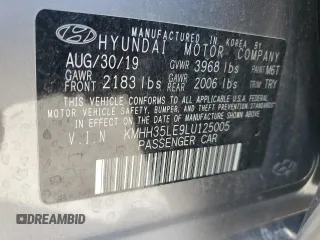 MANUFACTURED IN KOREA BY
HYUNDAI MOTOR COMPANY
AUG/30/19 GVWR 3968 lbs PAINT M6T
GAWR FRONT 2183 lbs GAWR REAR 2006 lbs TRIM TRY
THIS VEHICLE CONFORMS TO ALL APPLICABLE
FEDERAL MOTOR VEHICLE SAFETY, BUMPER, AND THEFT
PREVENTION STANDARDS IN EFFECT ON THE DATE OF
MANUFACTURE SHOWN ABOVE.
V.I.N KMHH35LE9LU125005
PASSENGER CAR
DREAMBID